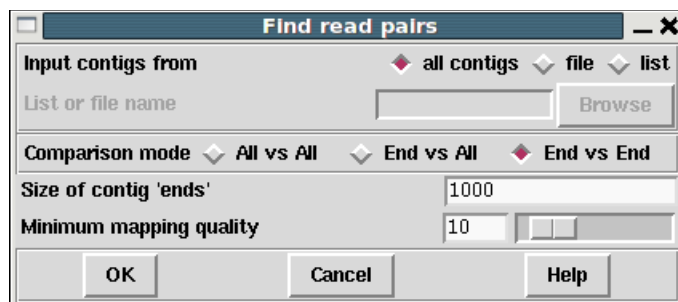 Find read pairs
Input contigs from all contigs file list
List or file name Browse
Comparison mode All vs All End vs All End vs End
Size of contig 'ends' 1000
Minimum mapping quality 10
OK Cancel Help